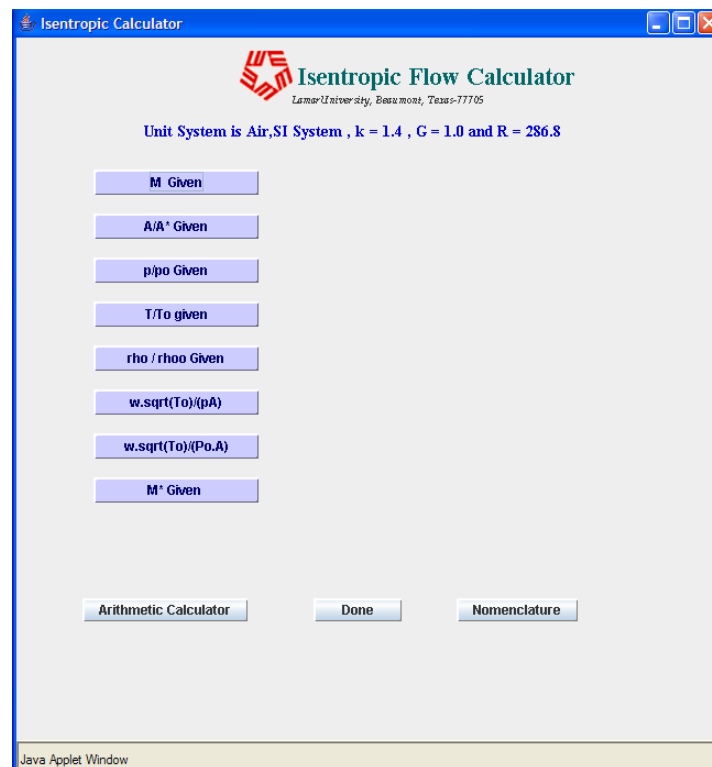 Isentropic Calculator
Isentropic Flow Calculator
Lamar University, Beaumont, Texas-77705
Unit System is Air,SI System , k = 1.4 , G = 1.0 and R = 286.8
M Given
A/A* Given
p/po Given
T/To given
rho / rhoo Given
w.sqrt(To)/(pA)
w.sqrt(To)/(Po.A)
M* Given
Arithmetic Calculator
Done
Nomenclature
Java Applet Window